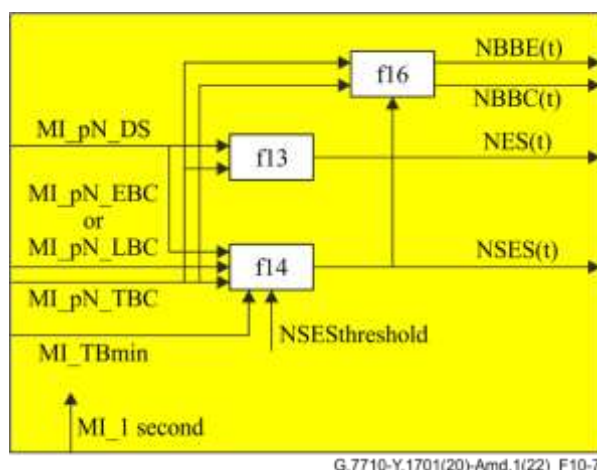 NBBE(t)
f16
NBBC(t)
MI_pN_DS
f13
NES(t)
MI_pN_EBC
or
MI_pN_LBC
f14
NSES(t)
MI_pN_TBC
NSESthreshold
MI_TBmin
MI_1 second
G.7710-Y.1701(20)-Amd.1(22)_F10-7